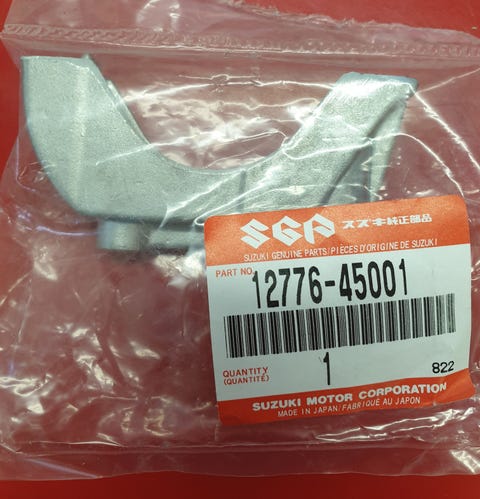 SGP スズキ純正部品
SUZUKI GENUINE PARTS/PIÈCES D'ORIGINE DE SUZUKI
PART NO. 12776-45001
QUANTITY
(QUANTITÉ) 1 822
SUZUKI MOTOR CORPORATION
MADE IN JAPAN/FABRIQUÉ AU JAPON